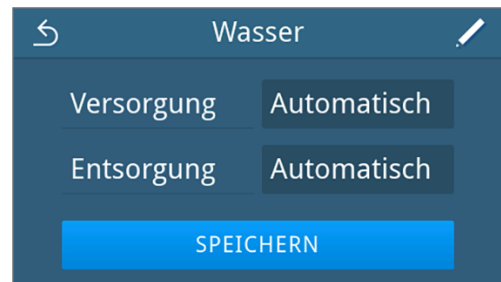 Wasser
Versorgung Automatisch
Entsorgung Automatisch
SPEICHERN